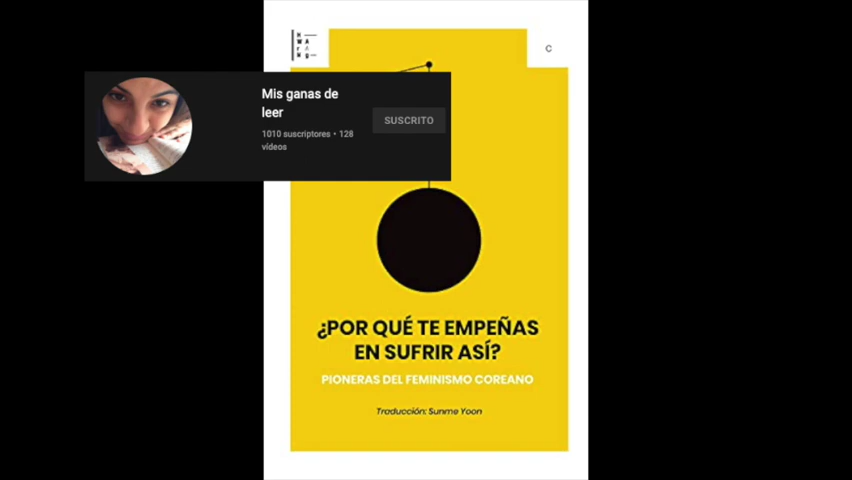 C
Mis ganas de
leer
1010 suscriptores • 128
vídeos
SUSCRITO
¿POR QUÉ TE EMPEÑAS
EN SUFRIR ASÍ?
PIONERAS DEL FEMINISMO COREANO
Traducción: Sunme Yoon